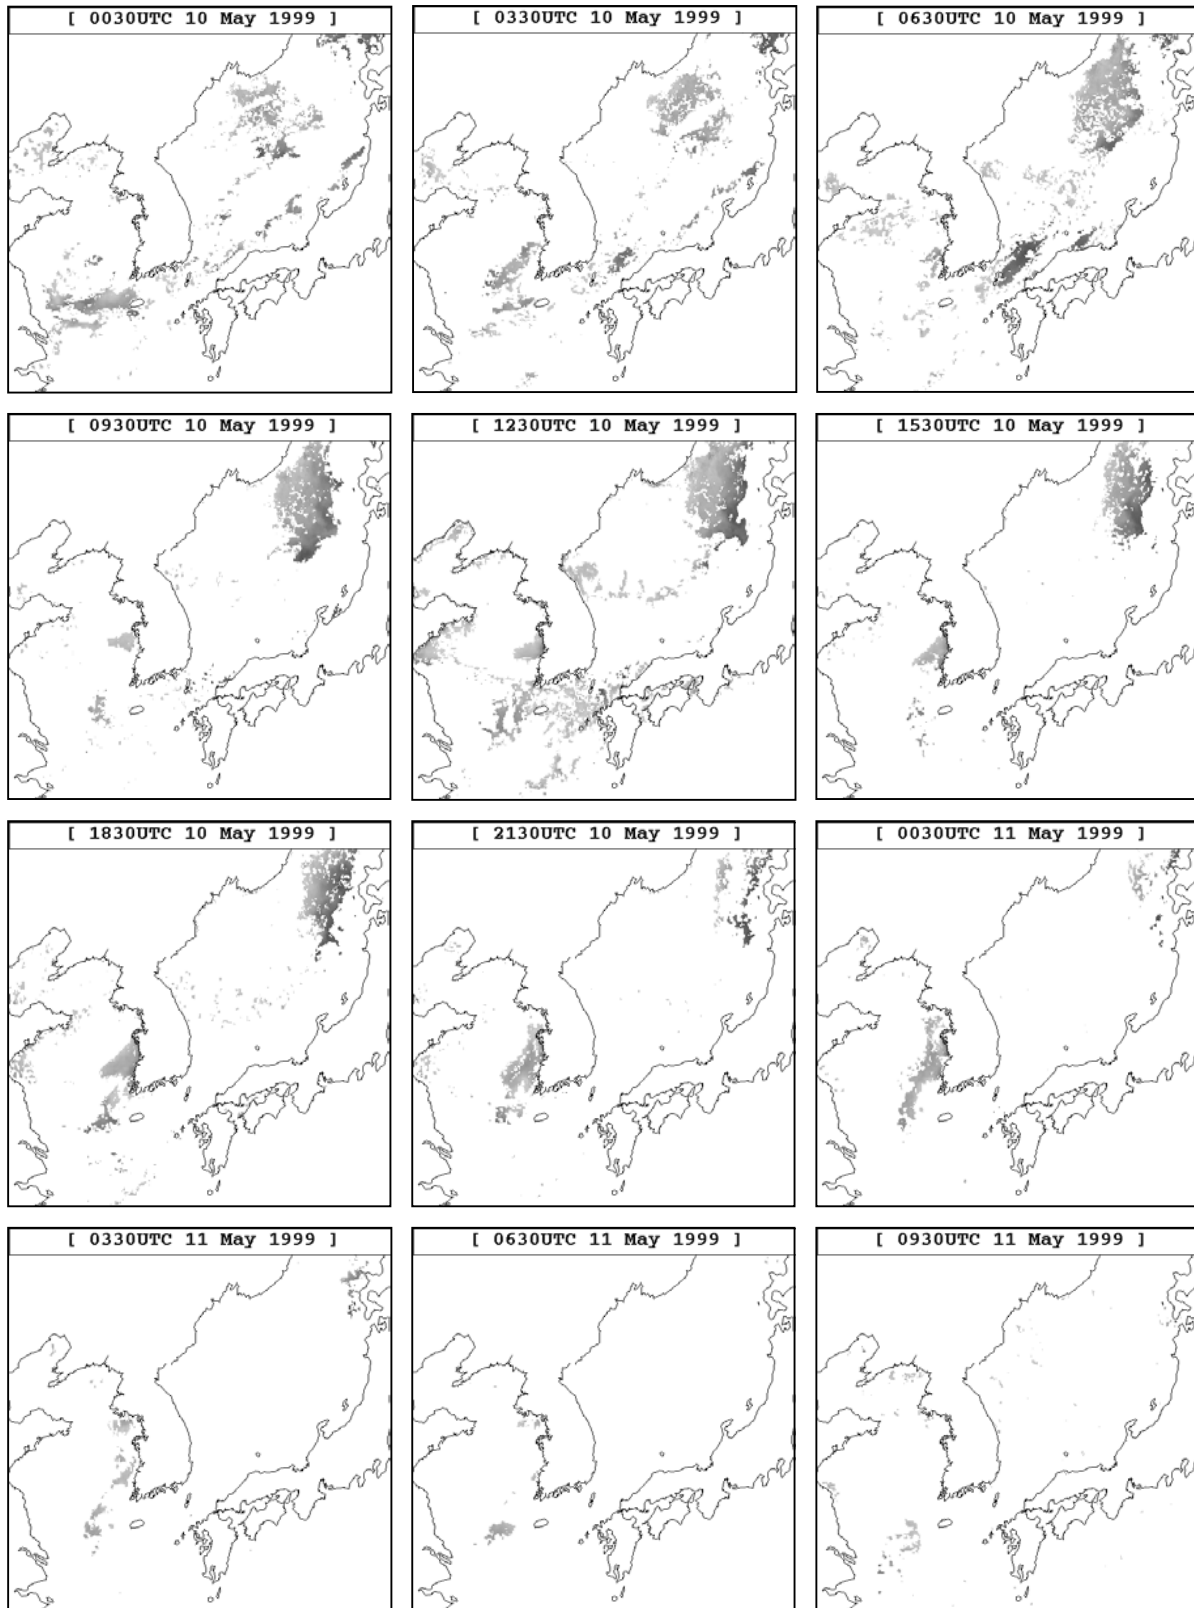 [ 0030UTC 10 May 1999 ]
[ 0330UTC 10 May 1999 ]
[ 0630UTC 10 May 1999 ]
[ 0930UTC 10 May 1999 ]
[ 1230UTC 10 May 1999 ]
[ 1530UTC 10 May 1999 ]
[ 1830UTC 10 May 1999 ]
[ 2130UTC 10 May 1999 ]
[ 0030UTC 11 May 1999 ]
[ 0330UTC 11 May 1999 ]
[ 0630UTC 11 May 1999 ]
[ 0930UTC 11 May 1999 ]